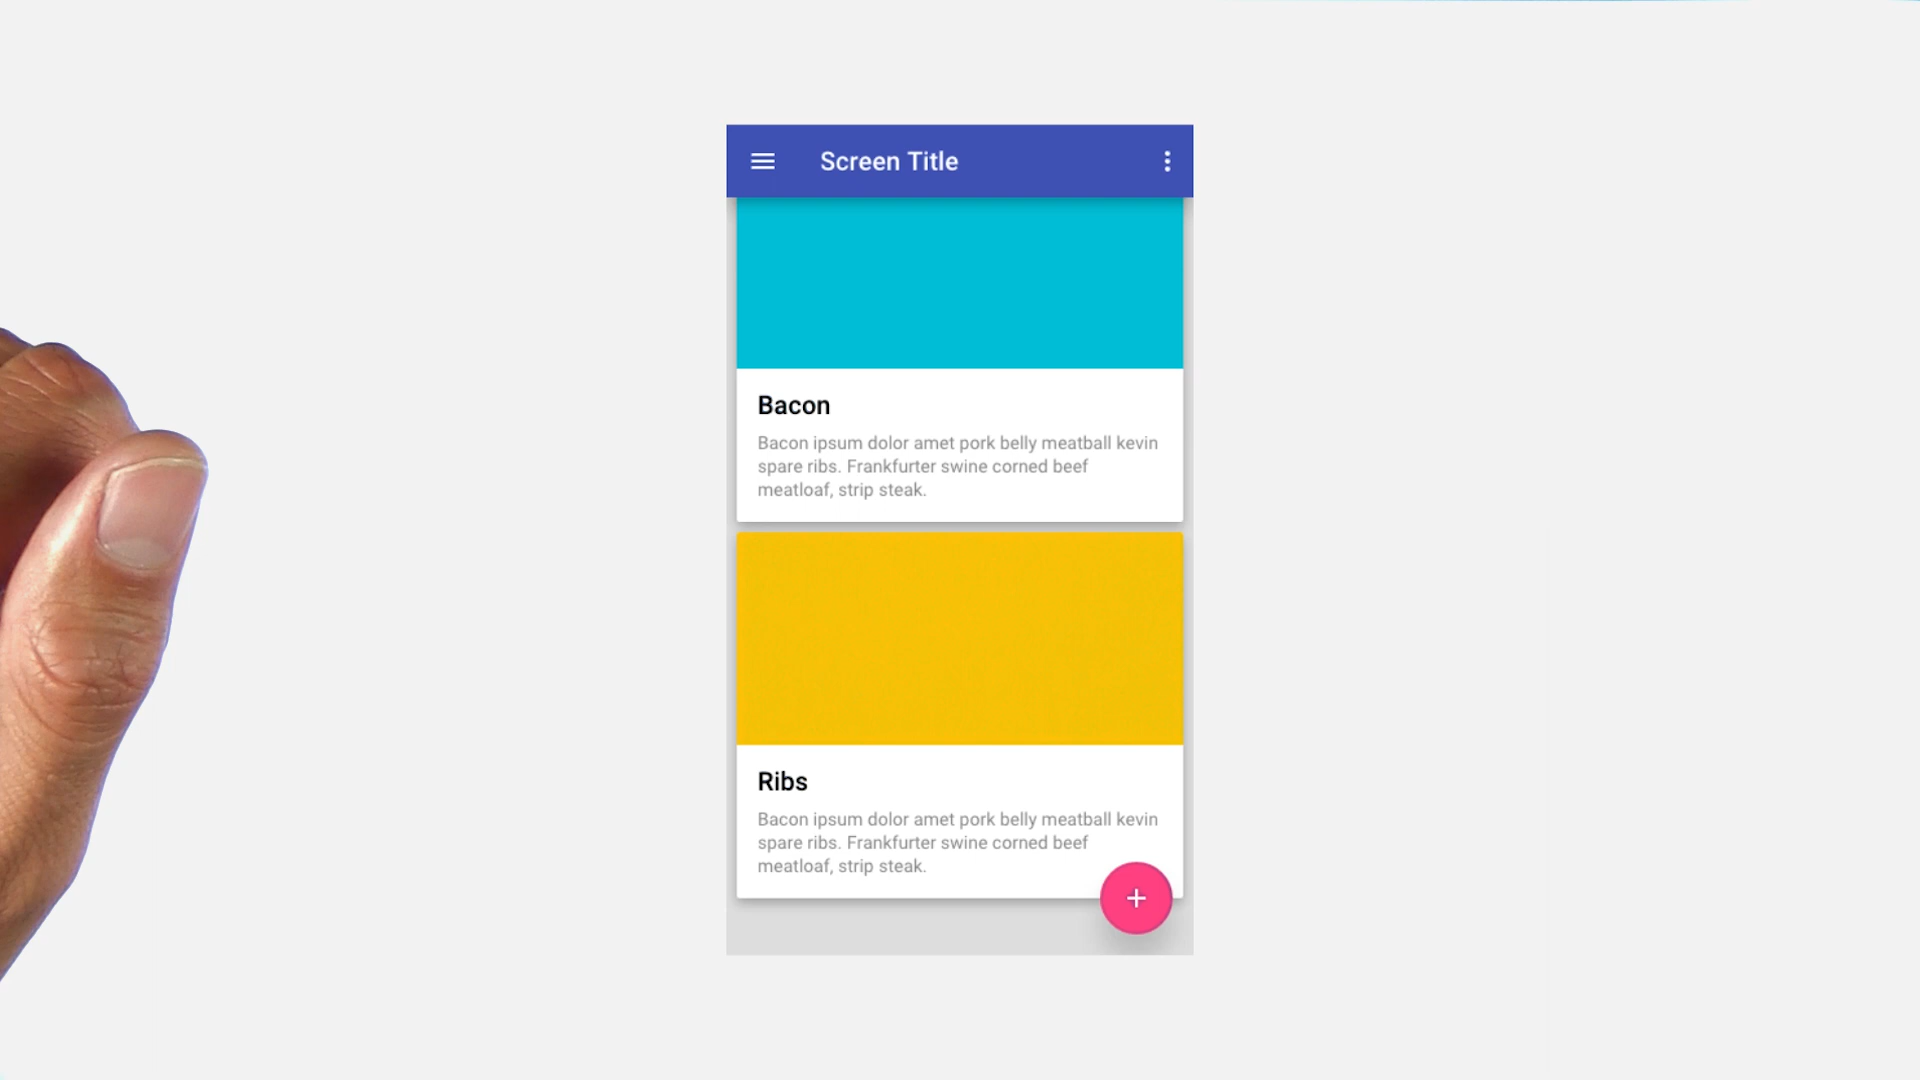 Screen Title
Bacon
Bacon ipsum dolor amet pork belly meatball kevin
spare ribs. Frankfurter swine corned beef
meatloaf, strip steak.
Ribs
Bacon ipsum dolor amet pork belly meatball kevin
spare ribs. Frankfurter swine corned beef
meatloaf, strip steak.